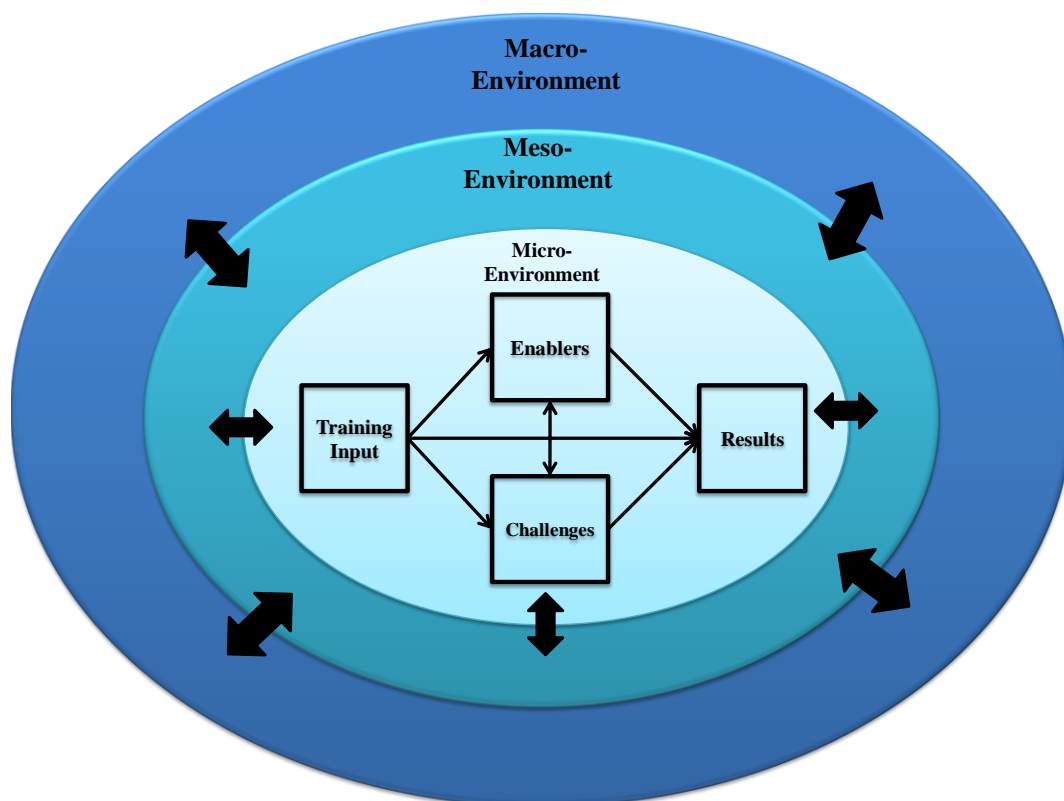 Macro-
Environment
Meso-
Environment
Micro-
Environment
Enablers
Training
Input
Results
Challenges